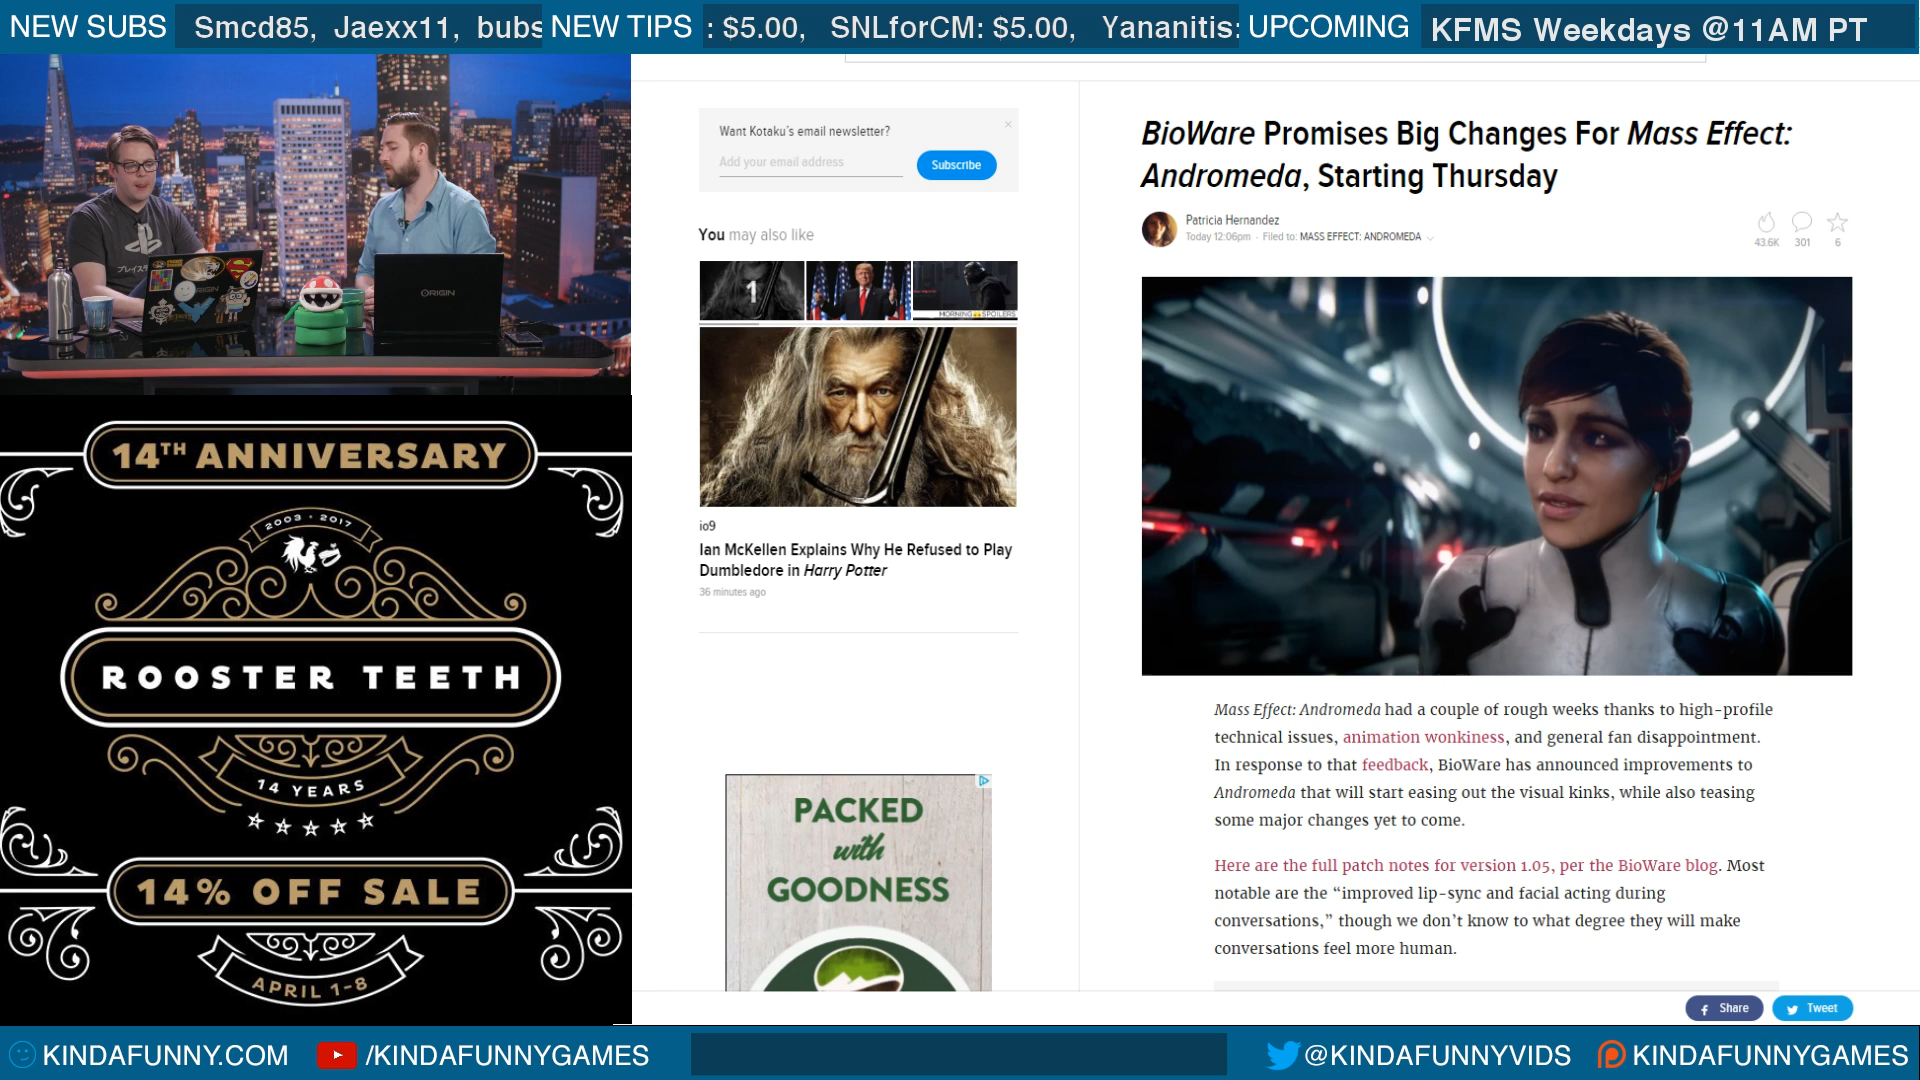 NEW SUBS
Smcd85, Jaexx11, bubs
NEW TIPS
: $5.00, SNLforCM: $5.00, Yananitis:
UPCOMING
KFMS Weekdays @11AM PT
ORIGIN
ORIGIN
14TH ANNIVERSARY
2003 · 2017
ROOSTER TEETH
14 YEARS
14% OFF SALE
APRIL 1-8
Want Kotaku's email newsletter?
Add your email address
Subscribe
You may also like
1
MORNING SPOILERS
io9
Ian McKellen Explains Why He Refused to Play
Dumbledore in Harry Potter
36 minutes ago
PACKED
with
GOODNESS
BioWare Promises Big Changes For Mass Effect:
Andromeda, Starting Thursday
Patricia Hernandez
Today 12:06pm · Filed to: MASS EFFECT: ANDROMEDA
43.6K
301
6
Mass Effect: Andromeda had a couple of rough weeks thanks to high-profile
technical issues, animation wonkiness, and general fan disappointment.
In response to that feedback, BioWare has announced improvements to
Andromeda that will start easing out the visual kinks, while also teasing
some major changes yet to come.
Here are the full patch notes for version 1.05, per the BioWare blog. Most
notable are the “improved lip-sync and facial acting during
conversations,” though we don’t know to what degree they will make
conversations feel more human.
Share
Tweet
KINDAFUNNY.COM
/KINDAFUNNYGAMES
@KINDAFUNNYVIDS
KINDAFUNNYGAMES